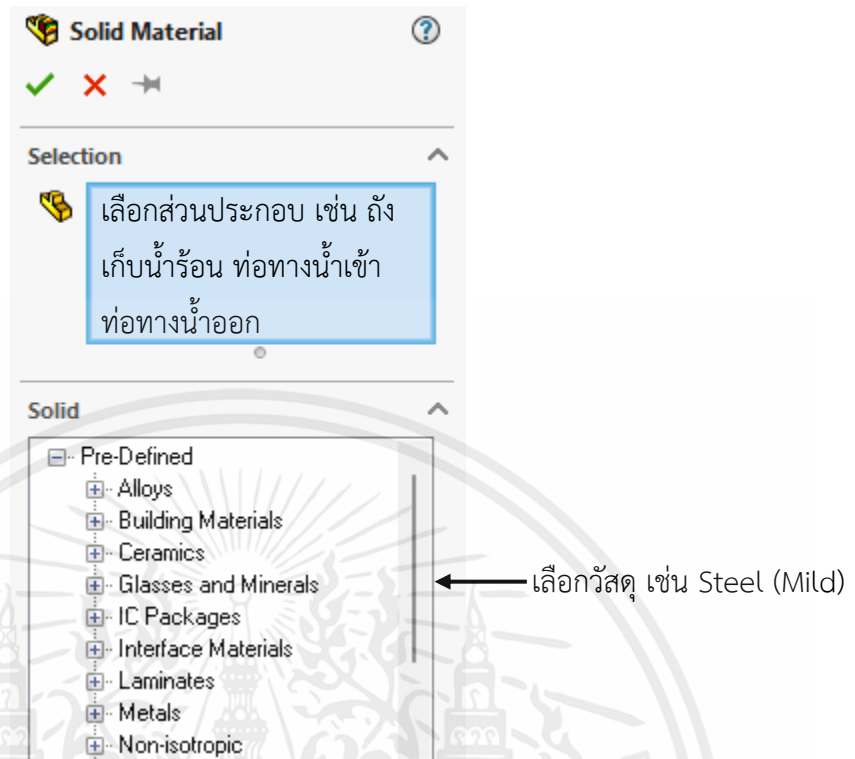 Solid Material
Selection
เลือกส่วนประกอบ เช่น ถัง
เก็บน้ำร้อน ท่อทางน้ำเข้า
ท่อทางน้ำออก
Solid
Pre-Defined
Alloys
Building Materials
Ceramics
Glasses and Minerals
เลือกวัสดุ เช่น Steel (Mild)
IC Packages
Interface Materials
Laminates
Metals
Non-isotropic